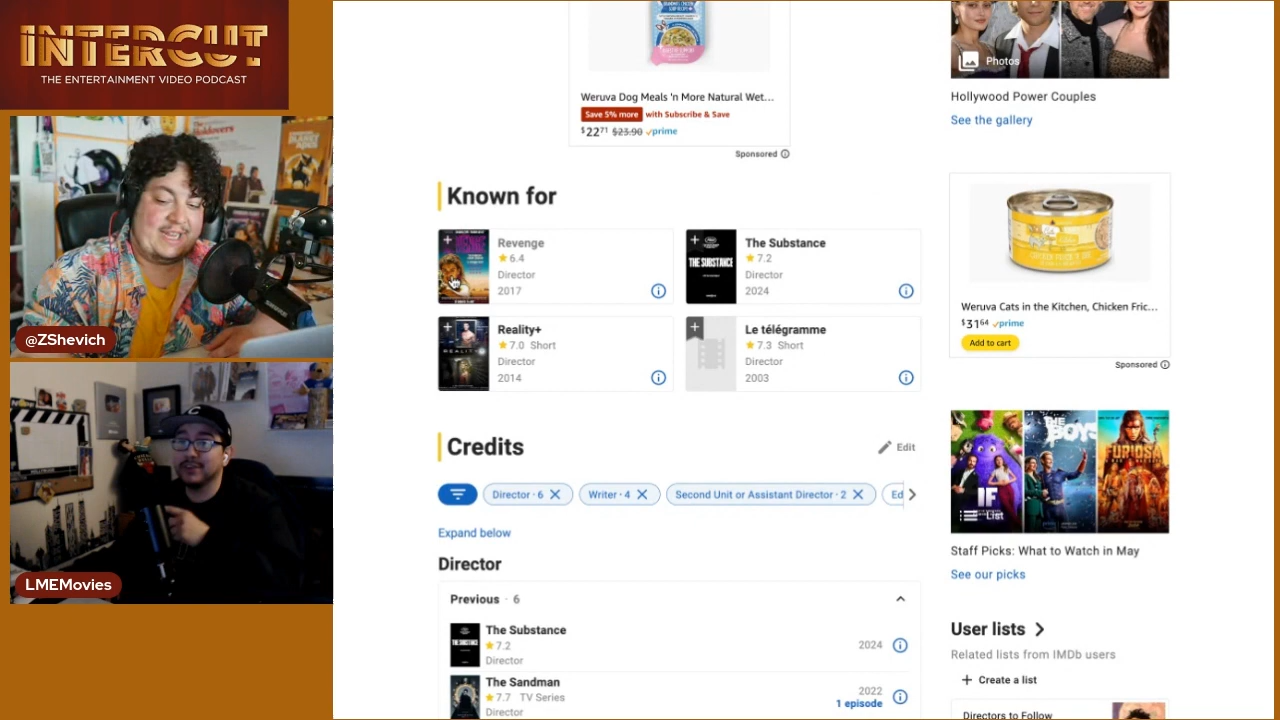 INTERCUT
THE ENTERTAINMENT VIDEO PODCAST
@ZShevich
LMEMovies
Weruva Dog Meals 'n More Natural Wet...
Save 5% more with Subscribe & Save
$22 71 $23.90 prime
Sponsored
Known for
Revenge
6.4
Director
2017
The Substance
7.2
Director
2024
Reality+
7.0 Short
Director
2014
Le télégramme
7.3 Short
Director
2003
Credits
Edit
Director · 6
Writer · 4
Second Unit or Assistant Director · 2
Ed
Expand below
Director
Previous · 6
The Substance
7.2
Director
2024
The Sandman
7.7 TV Series
Director
2022
1 episode
Photos
Hollywood Power Couples
See the gallery
Weruva Cats in the Kitchen, Chicken Fric...
$31 64 prime
Add to cart
Sponsored
IF
THE BOYS
FURIOSA
List
Staff Picks: What to Watch in May
See our picks
User lists
Related lists from IMDb users
+ Create a list
Directors to Follow